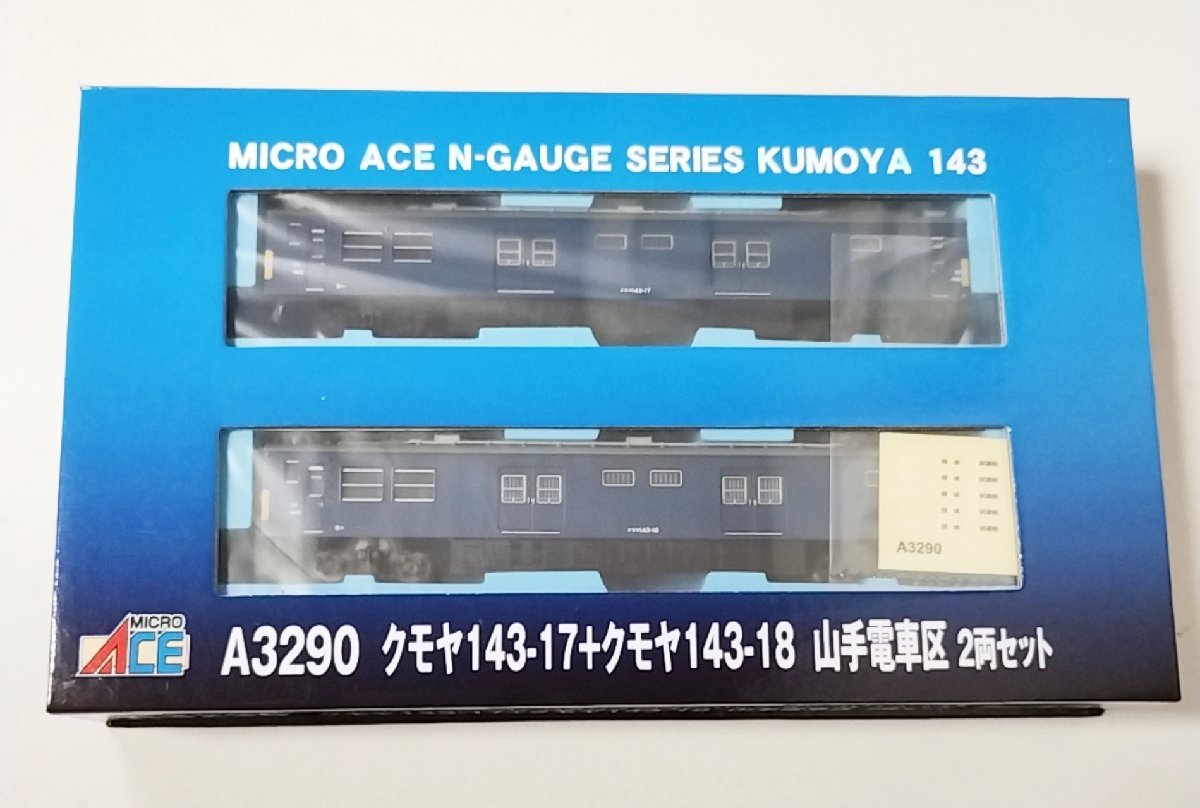 MICRO ACE N-GAUGE SERIES KUMOYA 143
A3290
MICRO
ACE
A3290 クモヤ143-17+クモヤ143-18 山手電車区 2両セット